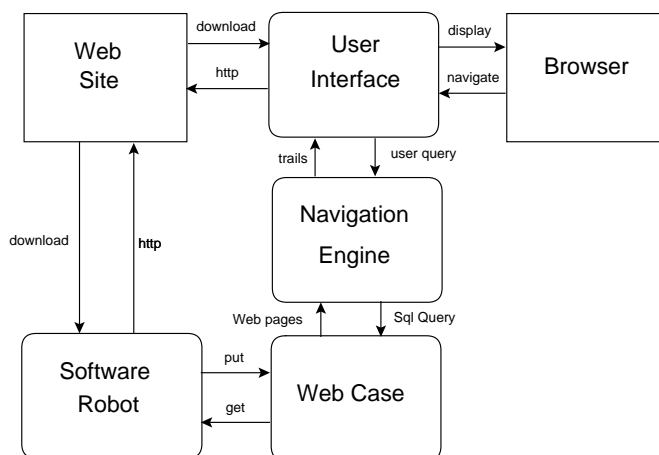 download
display
Web
Site
User
Interface
Browser
http
navigate
trails
user query
Navigation
Engine
download
http
Web pages
Sql Query
Software
Robot
put
get
Web Case